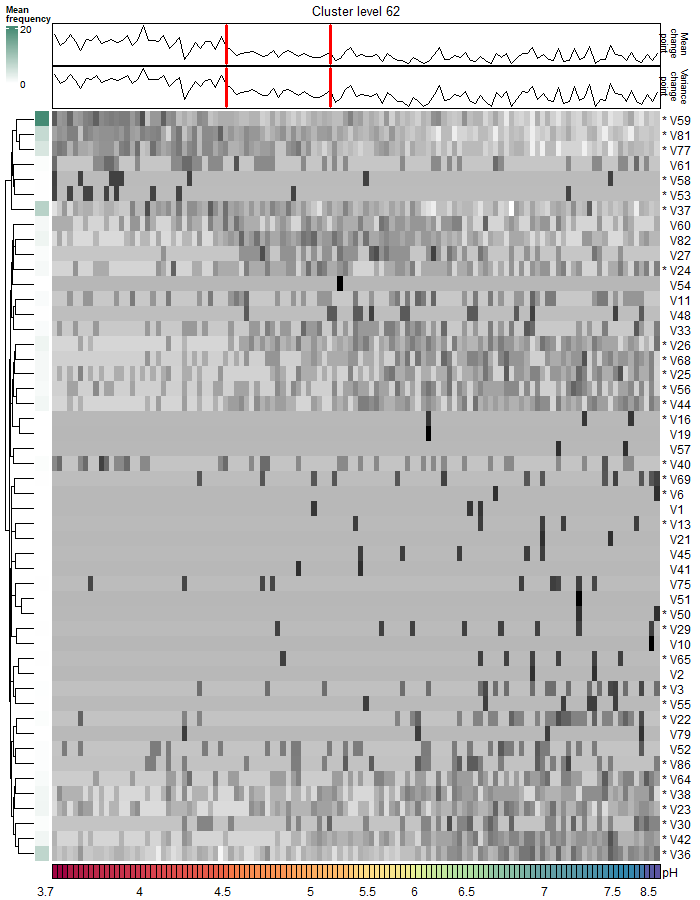 Cluster level 62
Mean
frequency
20
0
Mean
change
point
Variance
change
point
* V59
* V81
* V77
V61
* V58
* V53
* V37
V60
V82
V27
* V24
V54
V11
V48
V33
* V26
* V68
* V25
* V56
* V44
* V16
V19
V57
* V40
* V69
* V6
V1
* V13
V21
V45
V41
V75
V51
* V50
* V29
V10
* V65
V2
* V3
* V55
* V22
V79
V52
* V86
* V64
* V38
* V23
* V30
* V42
* V36
pH
3.7 4 4.5 5 5.5 6 6.5 7 7.5 8.5